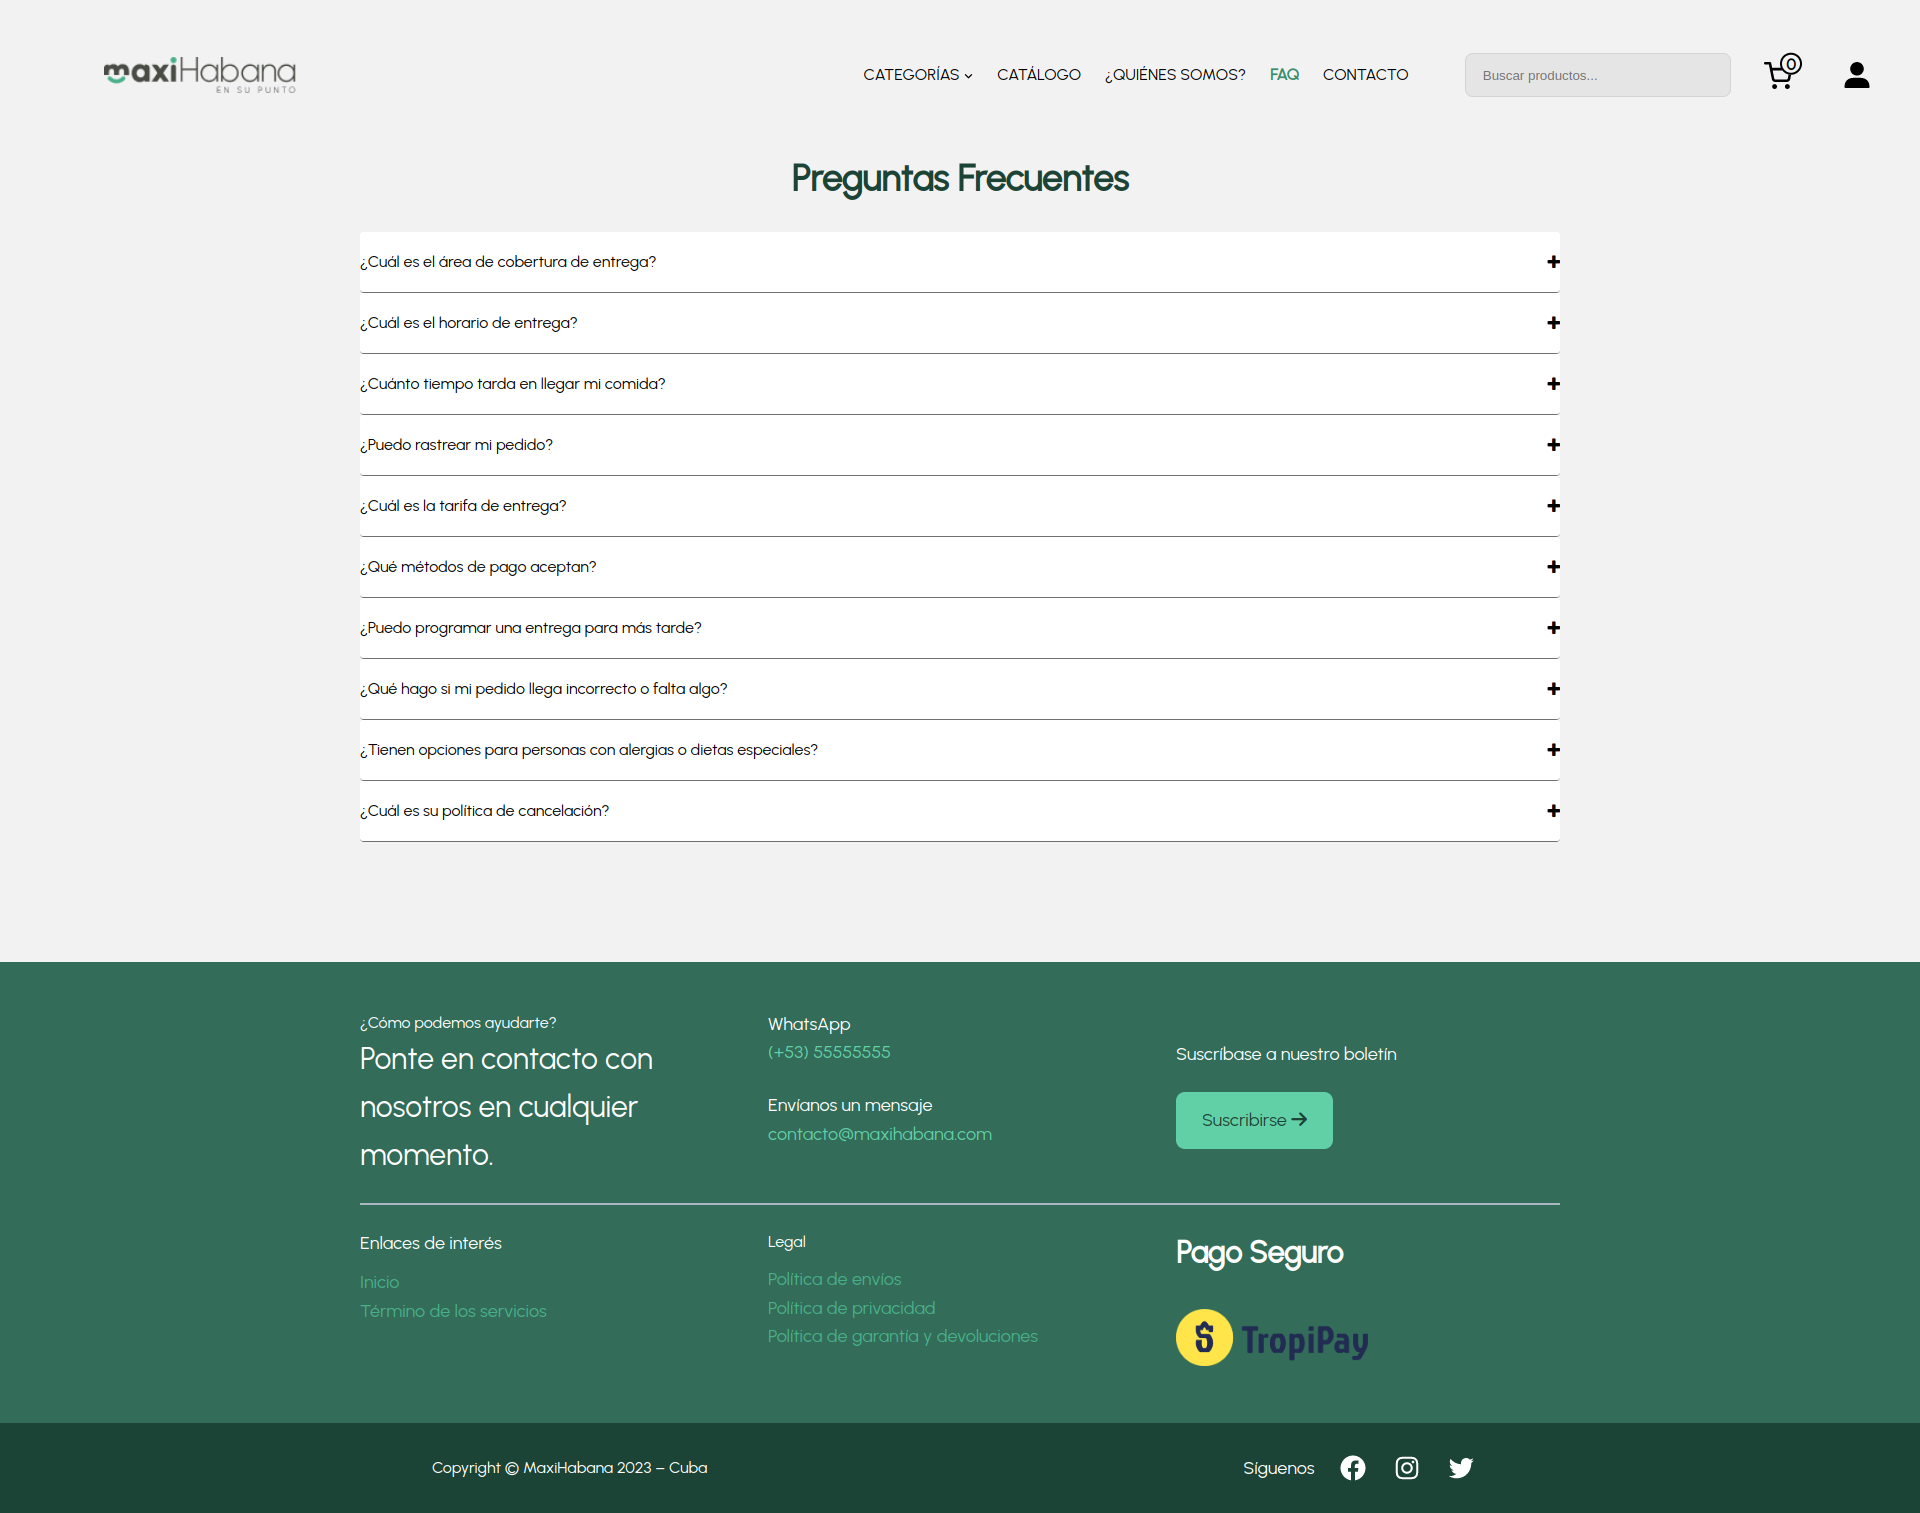 maxiHabana
EN SU PUNTO
CATEGORÍAS
CATÁLOGO
¿QUIÉNES SOMOS?
FAQ
CONTACTO
Buscar productos...
0
Preguntas Frecuentes
¿Cuál es el área de cobertura de entrega?
¿Cuál es el horario de entrega?
¿Cuánto tiempo tarda en llegar mi comida?
¿Puedo rastrear mi pedido?
¿Cuál es la tarifa de entrega?
¿Qué métodos de pago aceptan?
¿Puedo programar una entrega para más tarde?
¿Qué hago si mi pedido llega incorrecto o falta algo?
¿Tienen opciones para personas con alergias o dietas especiales?
¿Cuál es su política de cancelación?
¿Cómo podemos ayudarte?
Ponte en contacto con
nosotros en cualquier
momento.
WhatsApp
(+53) 55555555
Envíanos un mensaje
contacto@maxihabana.com
Suscríbase a nuestro boletín
Suscribirse
Enlaces de interés
Inicio
Término de los servicios
Legal
Política de envíos
Política de privacidad
Política de garantía y devoluciones
Pago Seguro
TropiPay
Copyright © MaxiHabana 2023 – Cuba
Síguenos